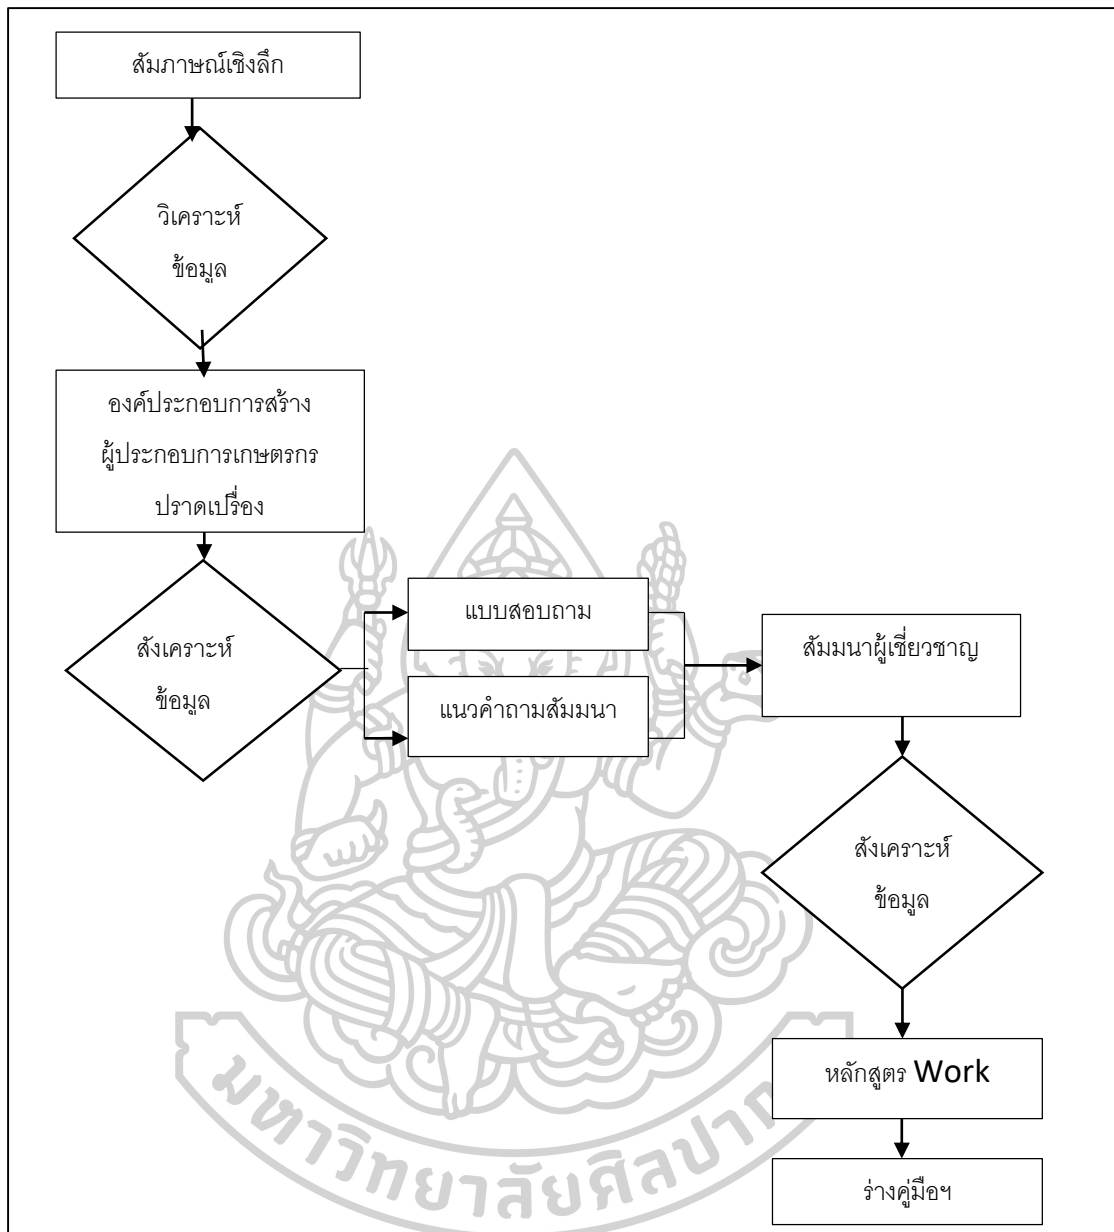 สัมภาษณ์เชิงลึก
วิเคราะห์
ข้อมูล
องค์ประกอบการสร้าง
ผู้ประกอบการเกษตรกร
ปราดเปรื่อง
สังเคราะห์
ข้อมูล
แบบสอบถาม
แนวคำถามสัมมนา
สัมมนาผู้เชี่ยวชาญ
สังเคราะห์
ข้อมูล
หลักสูตร Work
ร่างคู่มือฯ
มหาวิทยาลัยศิลปากร